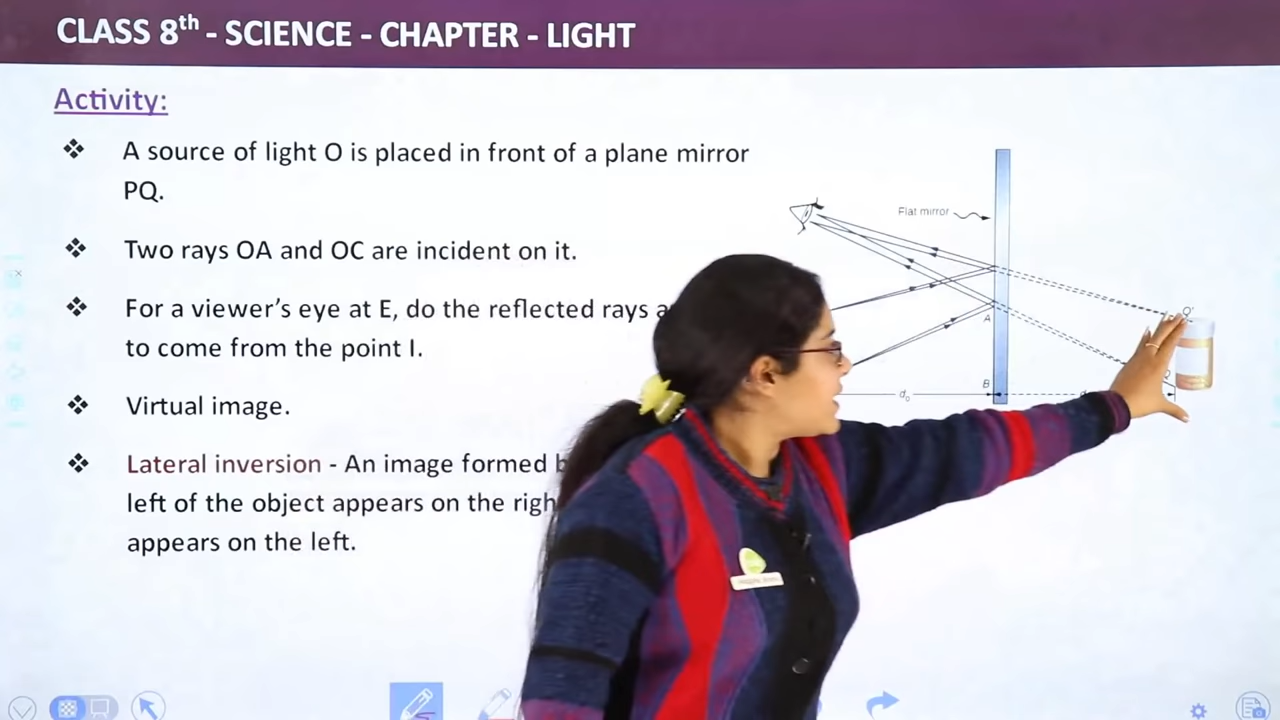 CLASS 8th - SCIENCE - CHAPTER - LIGHT
Activity:
A source of light O is placed in front of a plane mirror
PQ.
Two rays OA and OC are incident on it.
For a viewer's eye at E, do the reflected rays
to come from the point I.
Virtual image.
Lateral inversion - An image formed
left of the object appears on the
appears on the left.
Flat mirror
Q'
A
B